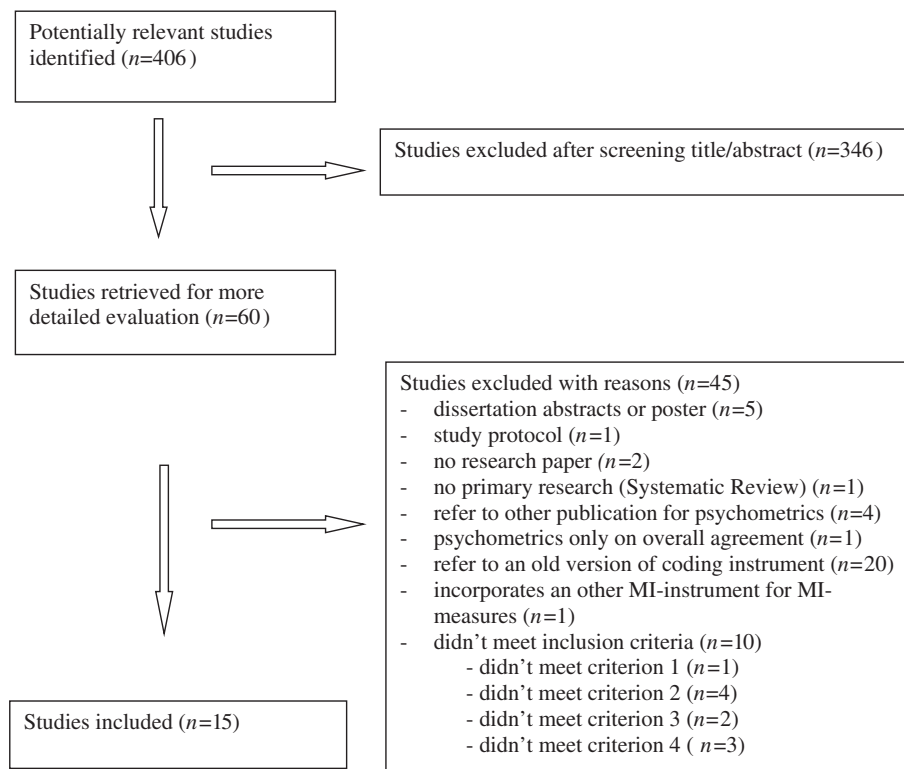 Potentially relevant studies
identified (n=406)
Studies excluded after screening title/abstract (n=346)
Studies retrieved for more
detailed evaluation (n=60)
Studies excluded with reasons (n=45)
- dissertation abstracts or poster (n=5)
- study protocol (n=1)
- no research paper (n=2)
- no primary research (Systematic Review) (n=1)
- refer to other publication for psychometrics (n=4)
- psychometrics only on overall agreement (n=1)
- refer to an old version of coding instrument (n=20)
- incorporates an other MI-instrument for MI-
measures (n=1)
- didn't meet inclusion criteria (n=10)
- didn't meet criterion 1 (n=1)
- didn't meet criterion 2 (n=4)
- didn't meet criterion 3 (n=2)
- didn't meet criterion 4 ( n=3)
Studies included (n=15)